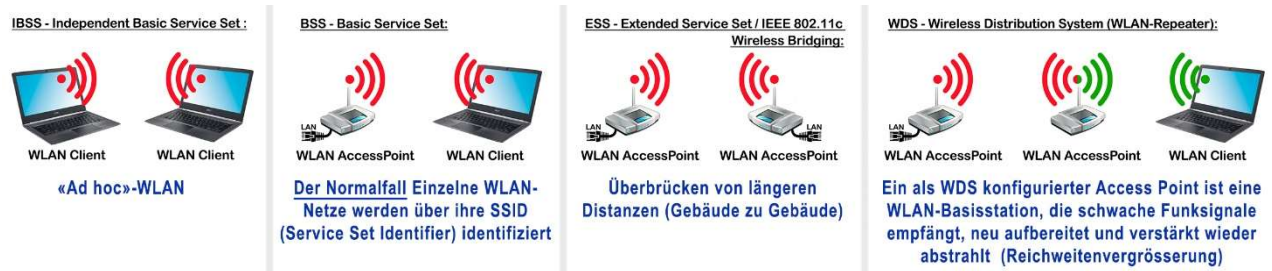 IBSS - Independent Basic Service Set :
WLAN Client WLAN Client
«Ad hoc»-WLAN
BSS - Basic Service Set:
LAN
WLAN AccessPoint WLAN Client
Der Normalfall Einzelne WLAN-
Netze werden über ihre SSID
(Service Set Identifier) identifiziert
ESS - Extended Service Set / IEEE 802.11c
Wireless Bridging:
LAN LAN
WLAN AccessPoint WLAN AccessPoint
Überbrücken von längeren
Distanzen (Gebäude zu Gebäude)
WDS - Wireless Distribution System (WLAN-Repeater):
LAN
WLAN AccessPoint WLAN AccessPoint WLAN Client
Ein als WDS konfigurierter Access Point ist eine
WLAN-Basisstation, die schwache Funksignale
empfängt, neu aufbereitet und verstärkt wieder
abstrahlt (Reichweitenvergrösserung)